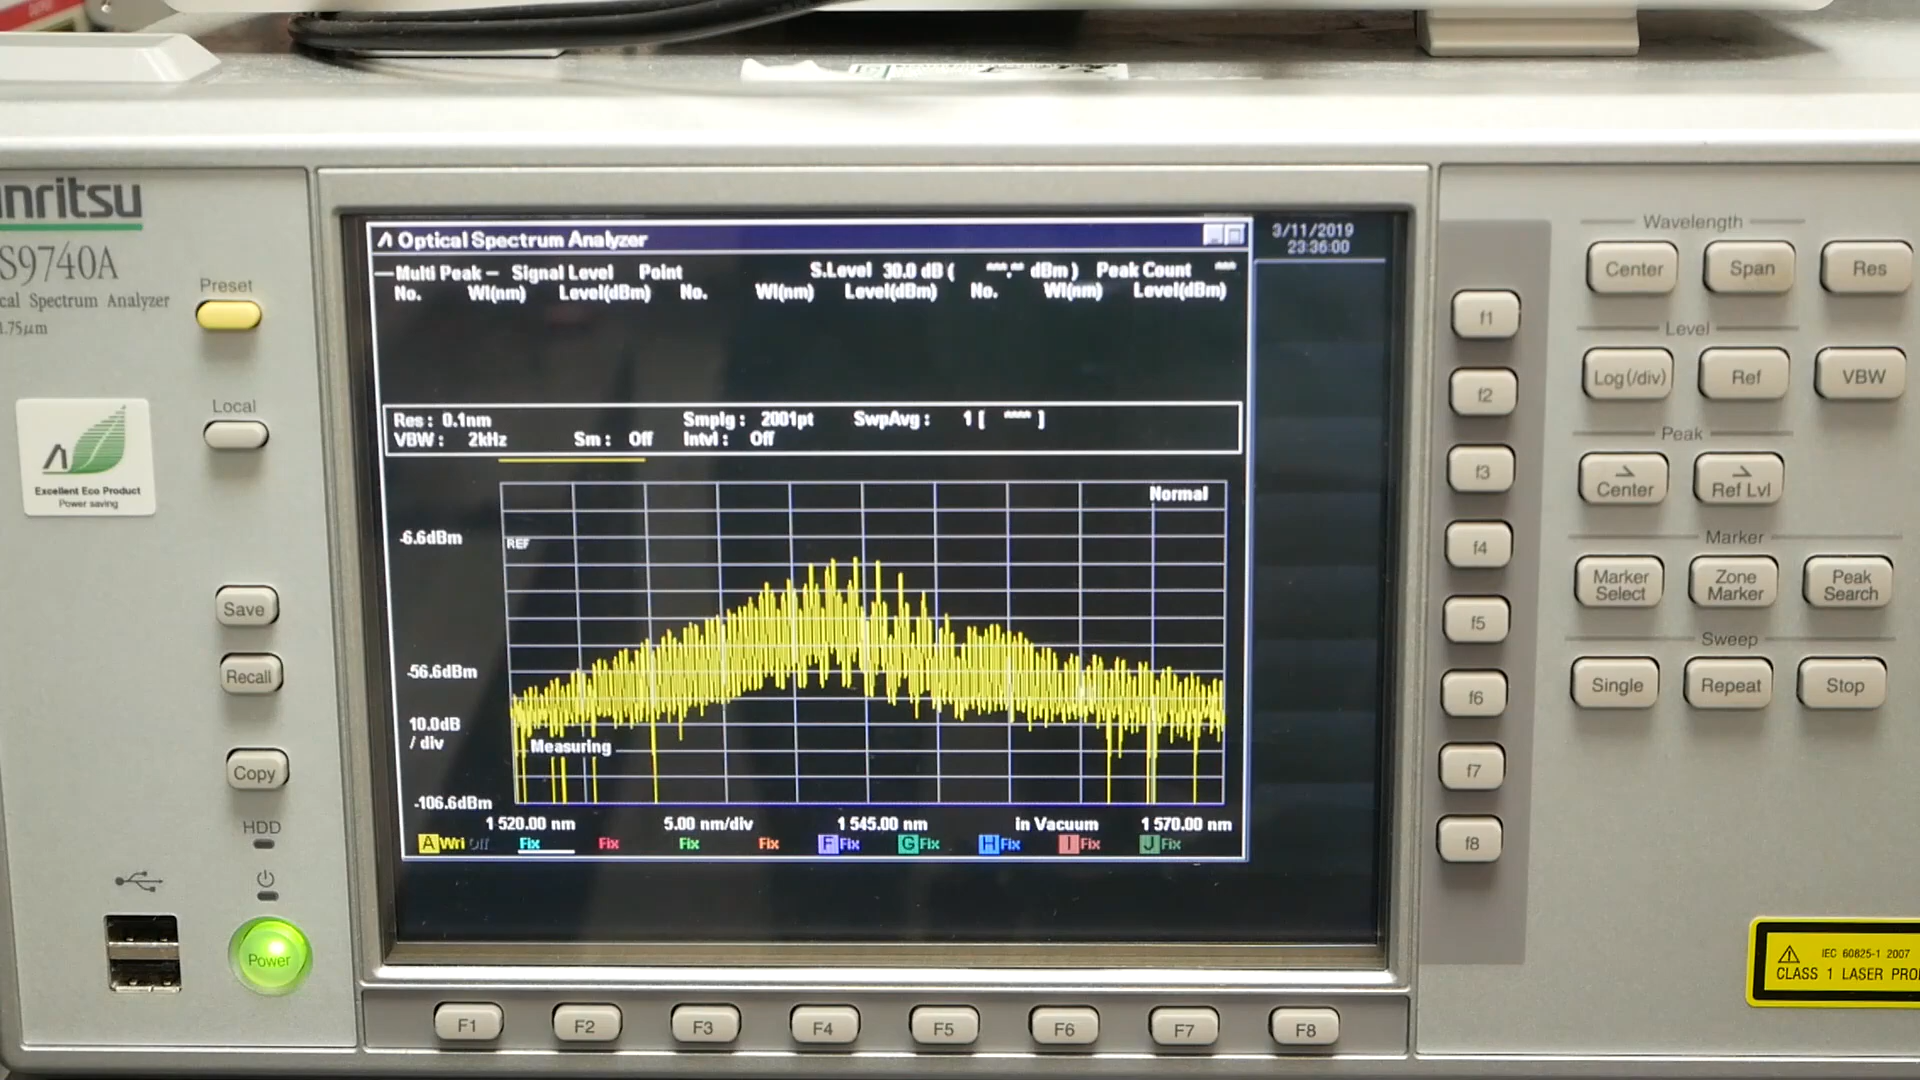 nritsu
S9740A
cal Spectrum Analyzer
1.75µm
Preset
Local
Excellent Eco Product
Power saving
Save
Recall
Copy
HDD
Power
Optical Spectrum Analyzer
3/11/2019
23:36:00
Multi Peak Signal Level Point S.Level 30.0 dB ( ***.** dBm ) Peak Count ***
No. Wl(nm) Level(dBm) No. Wl(nm) Level(dBm) No. Wl(nm) Level(dBm)
Res : 0.1nm Smplg : 2001pt SwpAvg : 1 [ **** ]
VBW : 2kHz Sm : Off Intvl : Off
Normal
-6.6dBm
REF
-56.6dBm
10.0dB
/ div
Measuring
-106.6dBm
1 520.00 nm 5.00 nm/div 1 545.00 nm in Vacuum 1 570.00 nm
A Wri Off Fix Fix Fix Fix F Fix G Fix H Fix I Fix J Fix
f1
f2
f3
f4
f5
f6
f7
f8
F1 F2 F3 F4 F5 F6 F7 F8
Wavelength
Center Span Res
Level
Log(/div) Ref VBW
Peak
→ Center → Ref Lvl
Marker
Marker Select Zone Marker Peak Search
Sweep
Single Repeat Stop
IEC 60825-1 2007
CLASS 1 LASER PRO